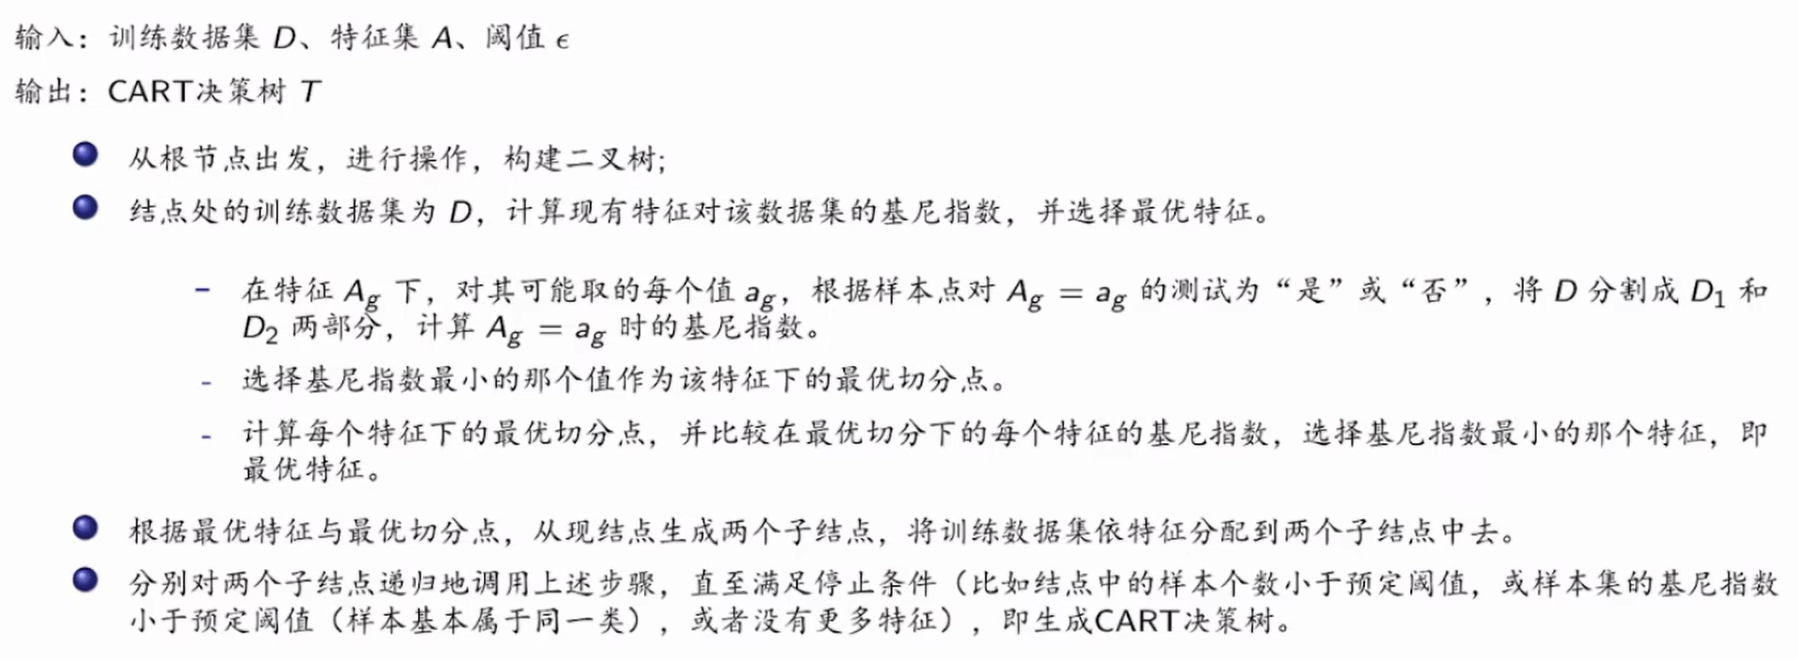 输入：训练数据集 D、特征集 A、阈值 ϵ
输出：CART决策树 T
从根节点出发，进行操作，构建二叉树;
结点处的训练数据集为 D，计算现有特征对该数据集的基尼指数，并选择最优特征。
– 在特征 A_g 下，对其可能取的每个值 a_g，根据样本点对 A_g = a_g 的测试为“是”或“否”，将 D 分割成 D_1 和
D_2 两部分，计算 A_g = a_g 时的基尼指数。
- 选择基尼指数最小的那个值作为该特征下的最优切分点。
- 计算每个特征下的最优切分点，并比较在最优切分下的每个特征的基尼指数，选择基尼指数最小的那个特征，即
最优特征。
根据最优特征与最优切分点，从现结点生成两个子结点，将训练数据集依特征分配到两个子结点中去。
分别对两个子结点递归地调用上述步骤，直至满足停止条件（比如结点中的样本个数小于预定阈值，或样本集的基尼指数
小于预定阈值（样本基本属于同一类），或者没有更多特征），即生成CART决策树。